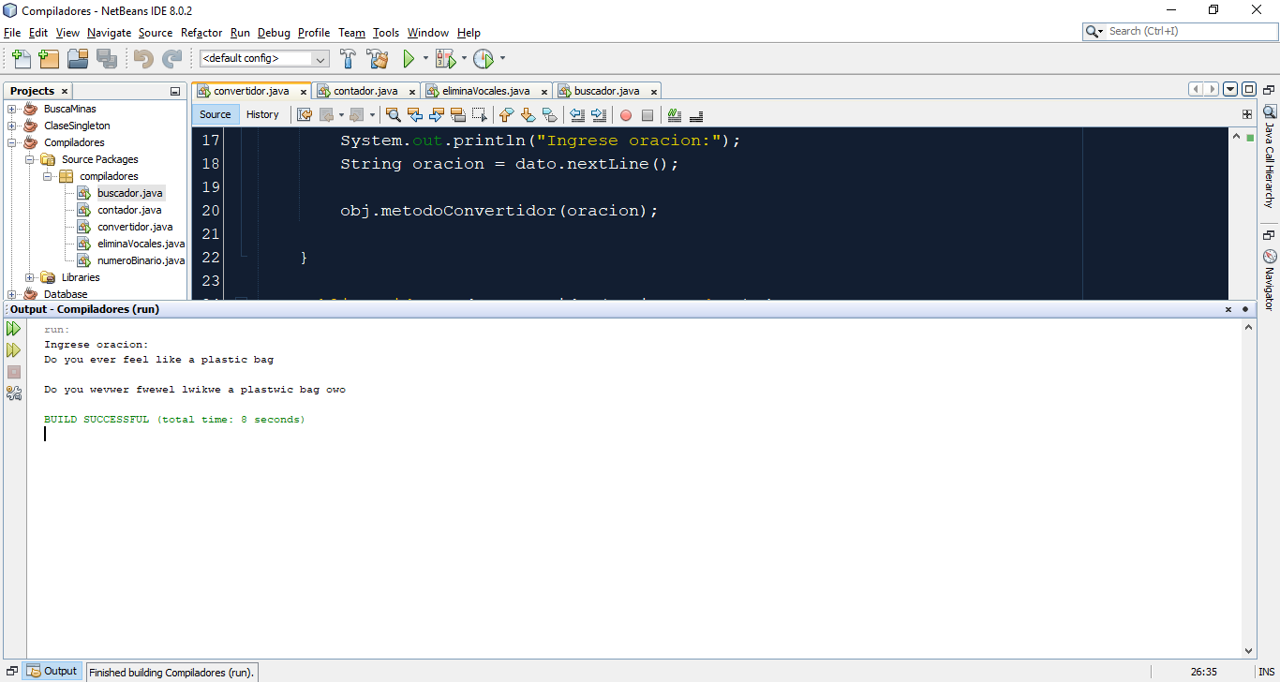 Compiladores - NetBeans IDE 8.0.2
File Edit View Navigate Source Refactor Run Debug Profile Team Tools Window Help
Search (Ctrl+I)
<default config>
Projects
BuscaMinas
ClaseSingleton
Compiladores
Source Packages
compiladores
buscador.java
contador.java
convertidor.java
eliminaVocales.java
numeroBinario.java
Libraries
Database
convertidor.java contador.java eliminaVocales.java buscador.java
Source History
17 System.out.println("Ingrese oracion:");
18 String oracion = dato.nextLine();
19
20 obj.metodoConvertidor(oracion);
21
22 }
23
Java Call Hierarchy
Navigator
Output - Compiladores (run)
run:
Ingrese oracion:
Do you ever feel like a plastic bag
Do you wevwer fwewel lwikwe a plastwic bag owo
BUILD SUCCESSFUL (total time: 8 seconds)
Output Finished building Compiladores (run). 26:35 INS